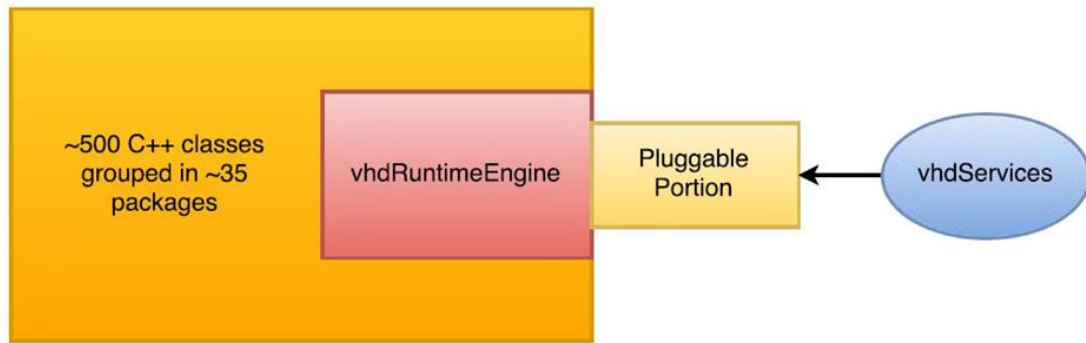 ~500 C++ classes
grouped in ~35
packages
vhdRuntimeEngine
Pluggable
Portion
vhdServices